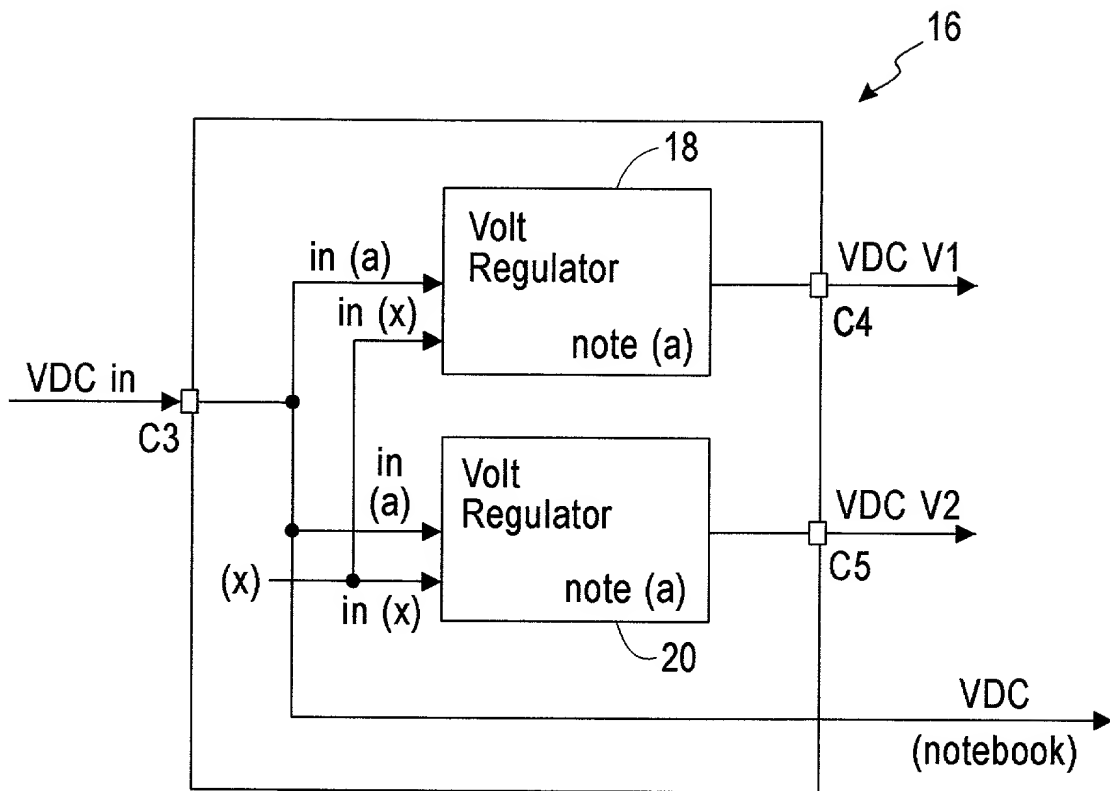 16
18
Volt
Regulator
note (a)
in (a)
in (x)
VDC V1
C4
VDC in
C3
in
(a)
Volt
Regulator
note (a)
VDC V2
C5
(x)
in (x)
20
VDC
(notebook)